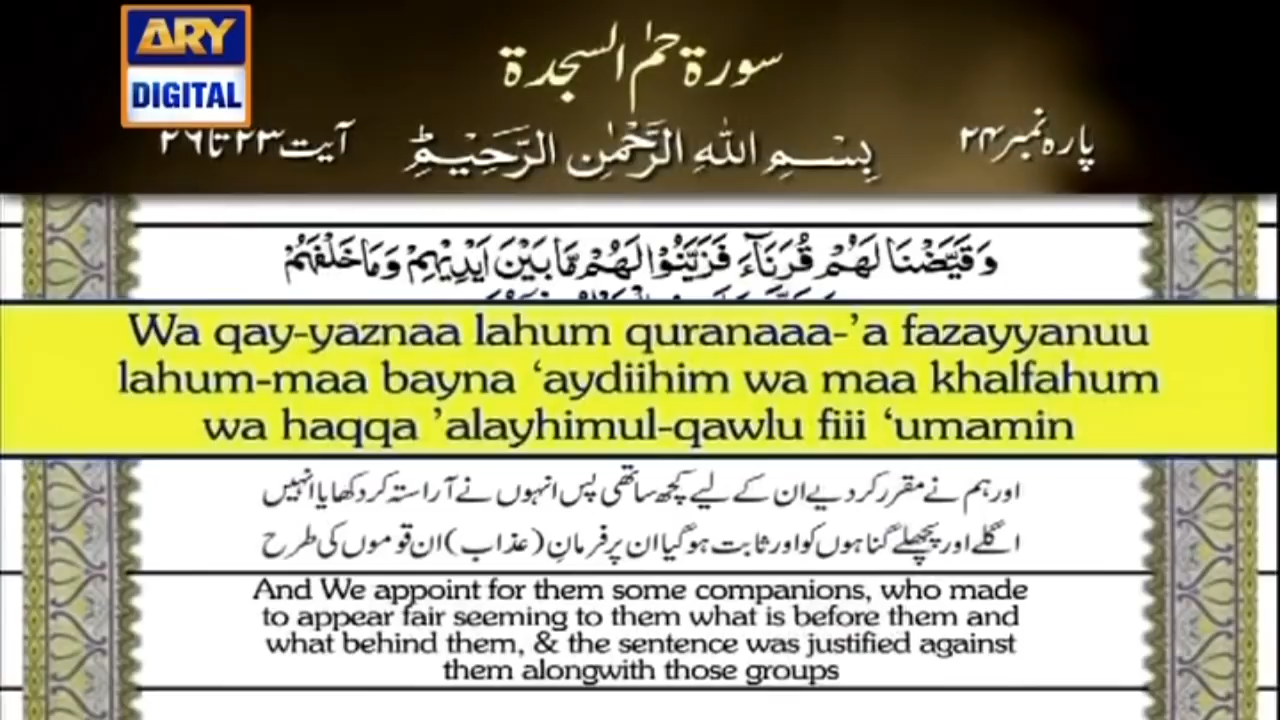 ARY
DIGITAL
سورة حٰمٓ السجدة
پارہ نمبر ۲۴
بِسْمِ اللهِ الرَّحْمٰنِ الرَّحِيْمِ
آیت ۲۳ تا ۲۶
وَقَيَّضْنَا لَهُمْ قُرَنَآءَ فَزَيَّنُوْا لَهُمْ مَّا بَيْنَ اَيْدِيْهِمْ وَمَا خَلْفَهُمْ
Wa qay-yaznaa lahum quranaaa-’a fazayyanuu
lahum-maa bayna ‘aydiihim wa maa khalfahum
wa haqqa ’alayhimul-qawlu fiii ‘umamin
اور ہم نے مقرر کر دیے ان کے لیے کچھ ساتھی پس انہوں نے آراستہ کر دکھایا انہیں
اگلے اور پچھلے گناہوں کو اور ثابت ہو گیا ان پر فرمانِ (عذاب) ان قوموں کی طرح
And We appoint for them some companions, who made
to appear fair seeming to them what is before them and
what behind them, & the sentence was justified against
them alongwith those groups